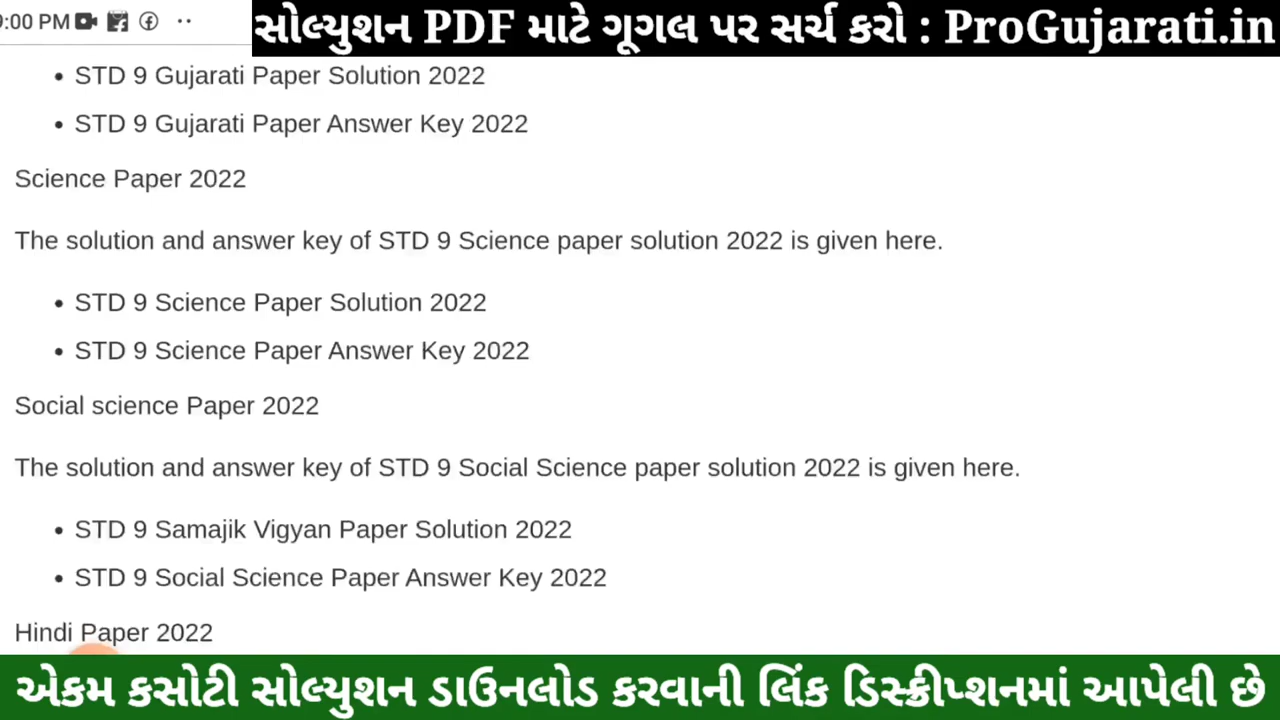 9:00 PM
સોલ્યુશન PDF માટે ગૂગલ પર સર્ચ કરો : ProGujarati.in
• STD 9 Gujarati Paper Solution 2022
• STD 9 Gujarati Paper Answer Key 2022
Science Paper 2022
The solution and answer key of STD 9 Science paper solution 2022 is given here.
• STD 9 Science Paper Solution 2022
• STD 9 Science Paper Answer Key 2022
Social science Paper 2022
The solution and answer key of STD 9 Social Science paper solution 2022 is given here.
• STD 9 Samajik Vigyan Paper Solution 2022
• STD 9 Social Science Paper Answer Key 2022
Hindi Paper 2022
એકમ કસોટી સોલ્યુશન ડાઉનલોડ કરવાની લિંક ડિસ્ક્રીપ્શનમાં આપેલી છે